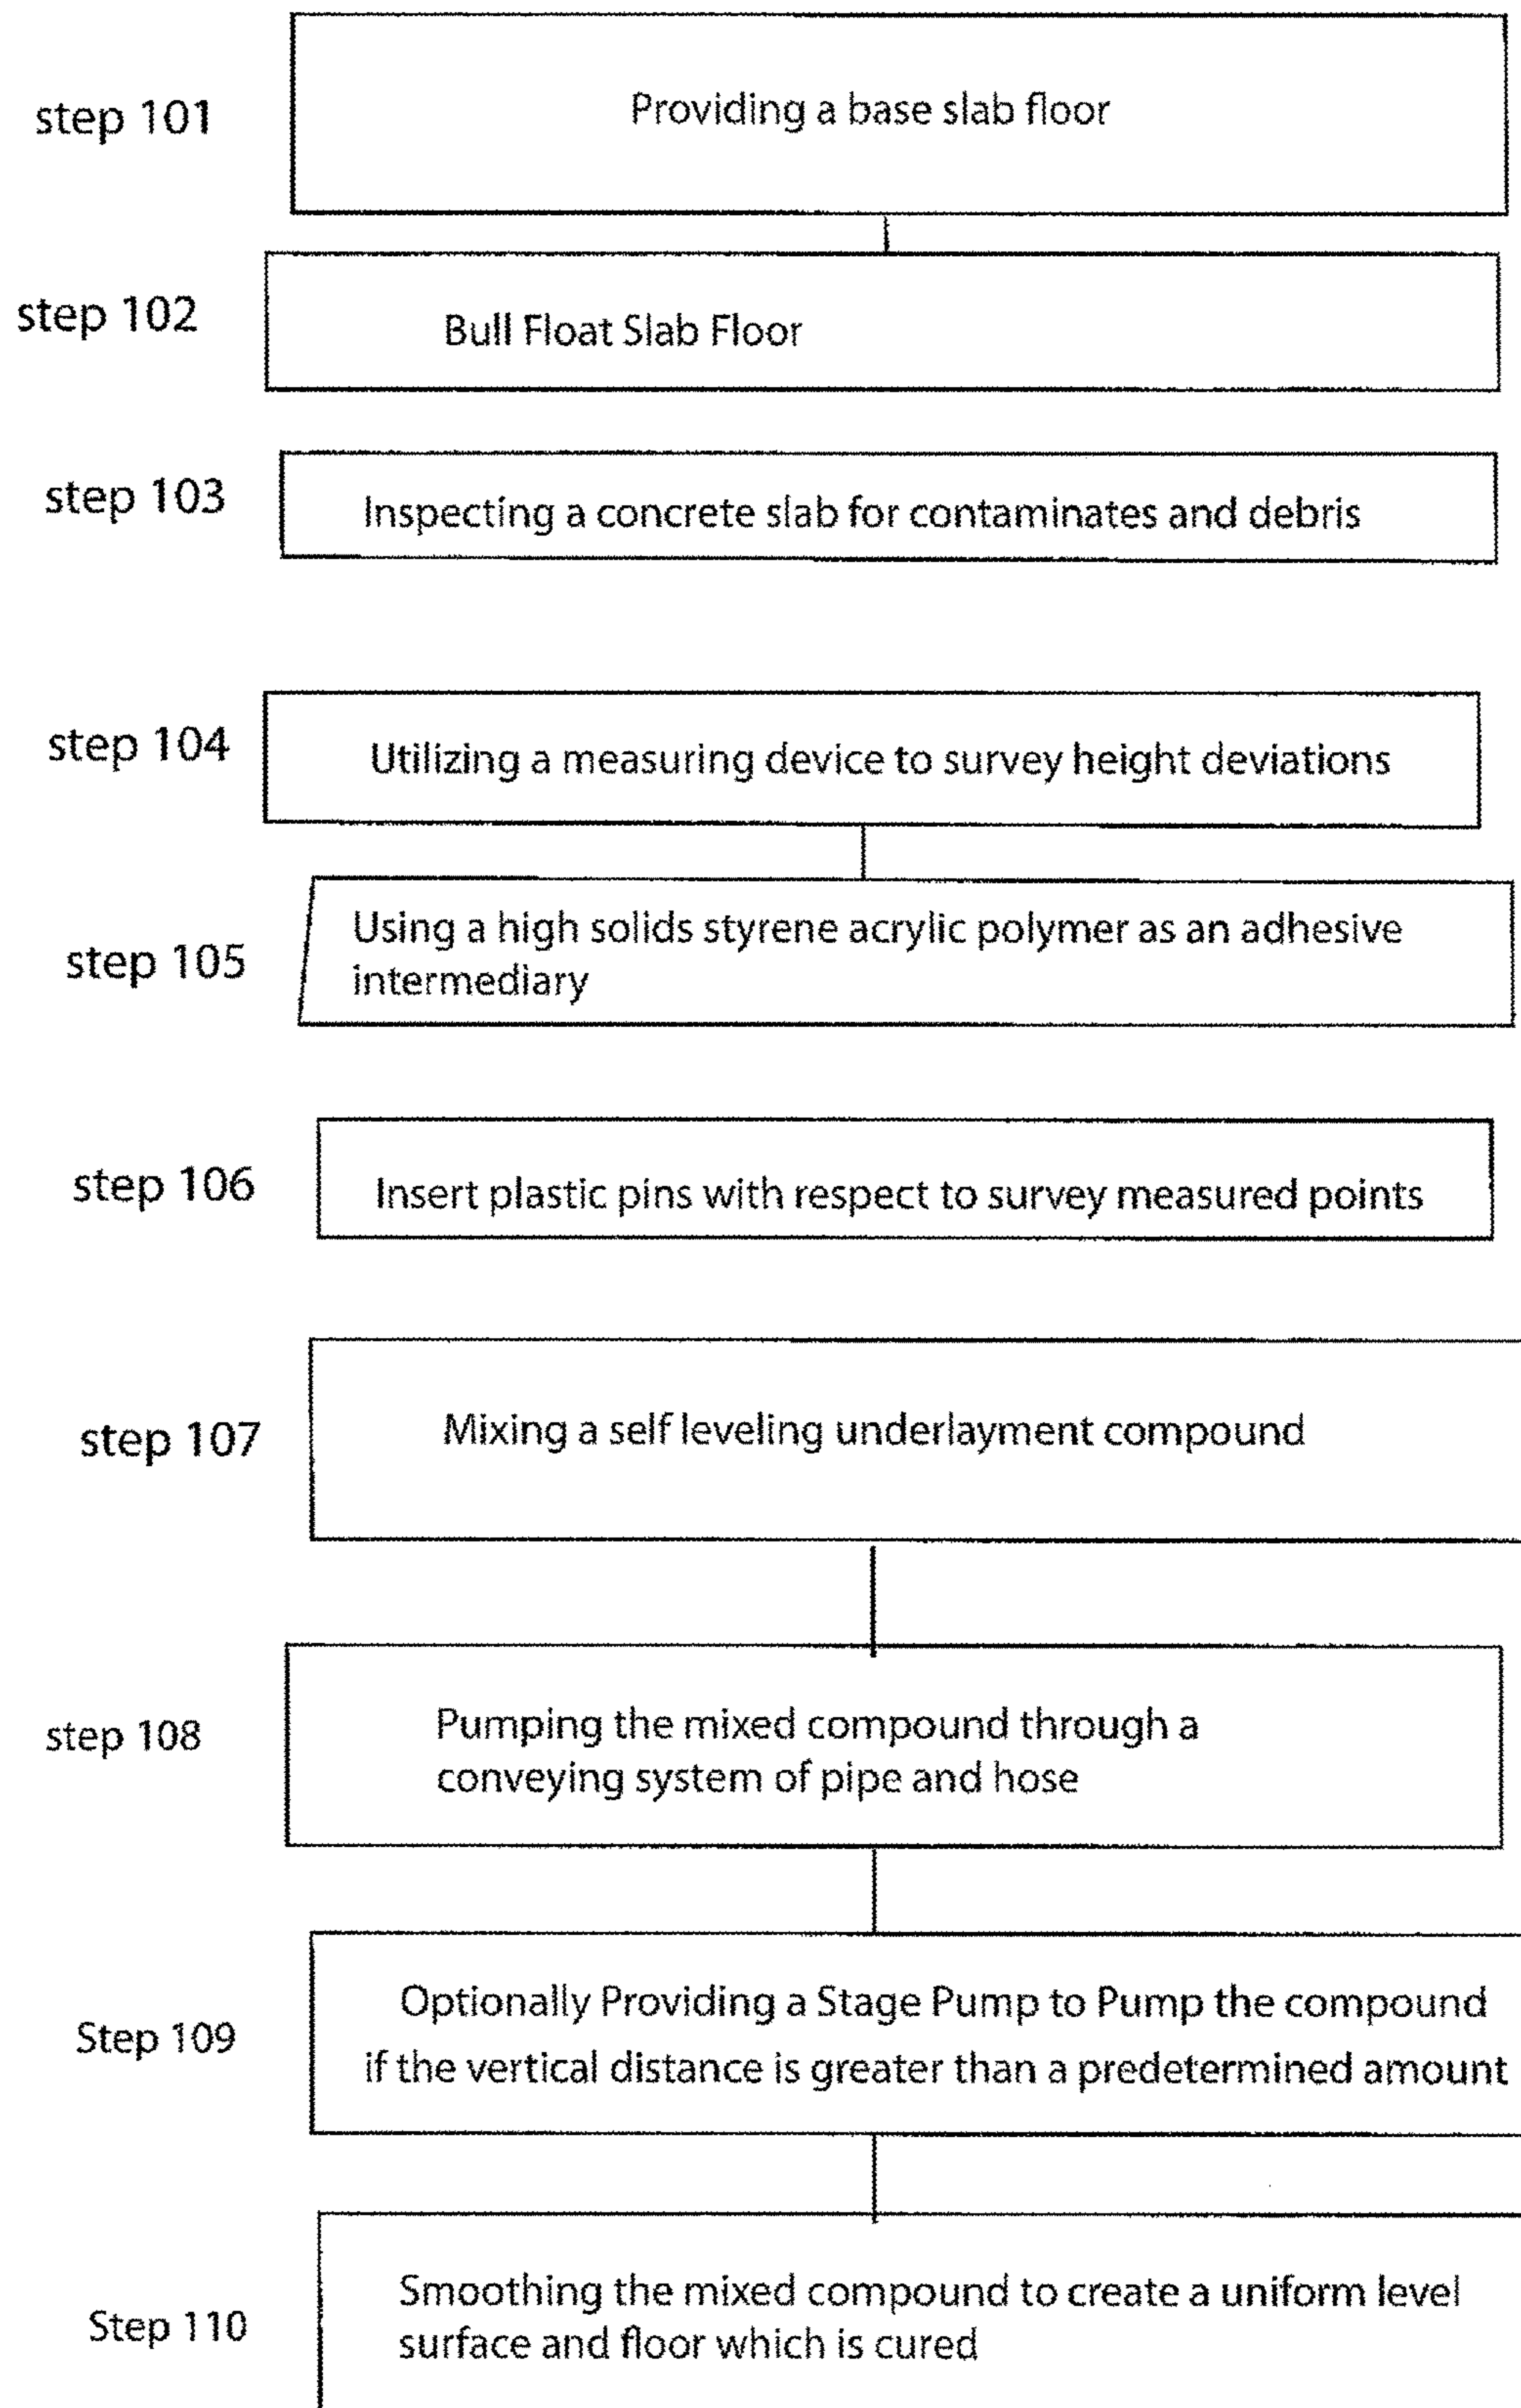 step 101
Providing a base slab floor
step 102
Bull Float Slab Floor
step 103
Inspecting a concrete slab for contaminates and debris
step 104
Utilizing a measuring device to survey height deviations
step 105
Using a high solids styrene acrylic polymer as an adhesive
intermediary
step 106
Insert plastic pins with respect to survey measured points
step 107
Mixing a self leveling underlayment compound
step 108
Pumping the mixed compound through a
conveying system of pipe and hose
Step 109
Optionally Providing a Stage Pump to Pump the compound
if the vertical distance is greater than a predetermined amount
Step 110
Smoothing the mixed compound to create a uniform level
surface and floor which is cured